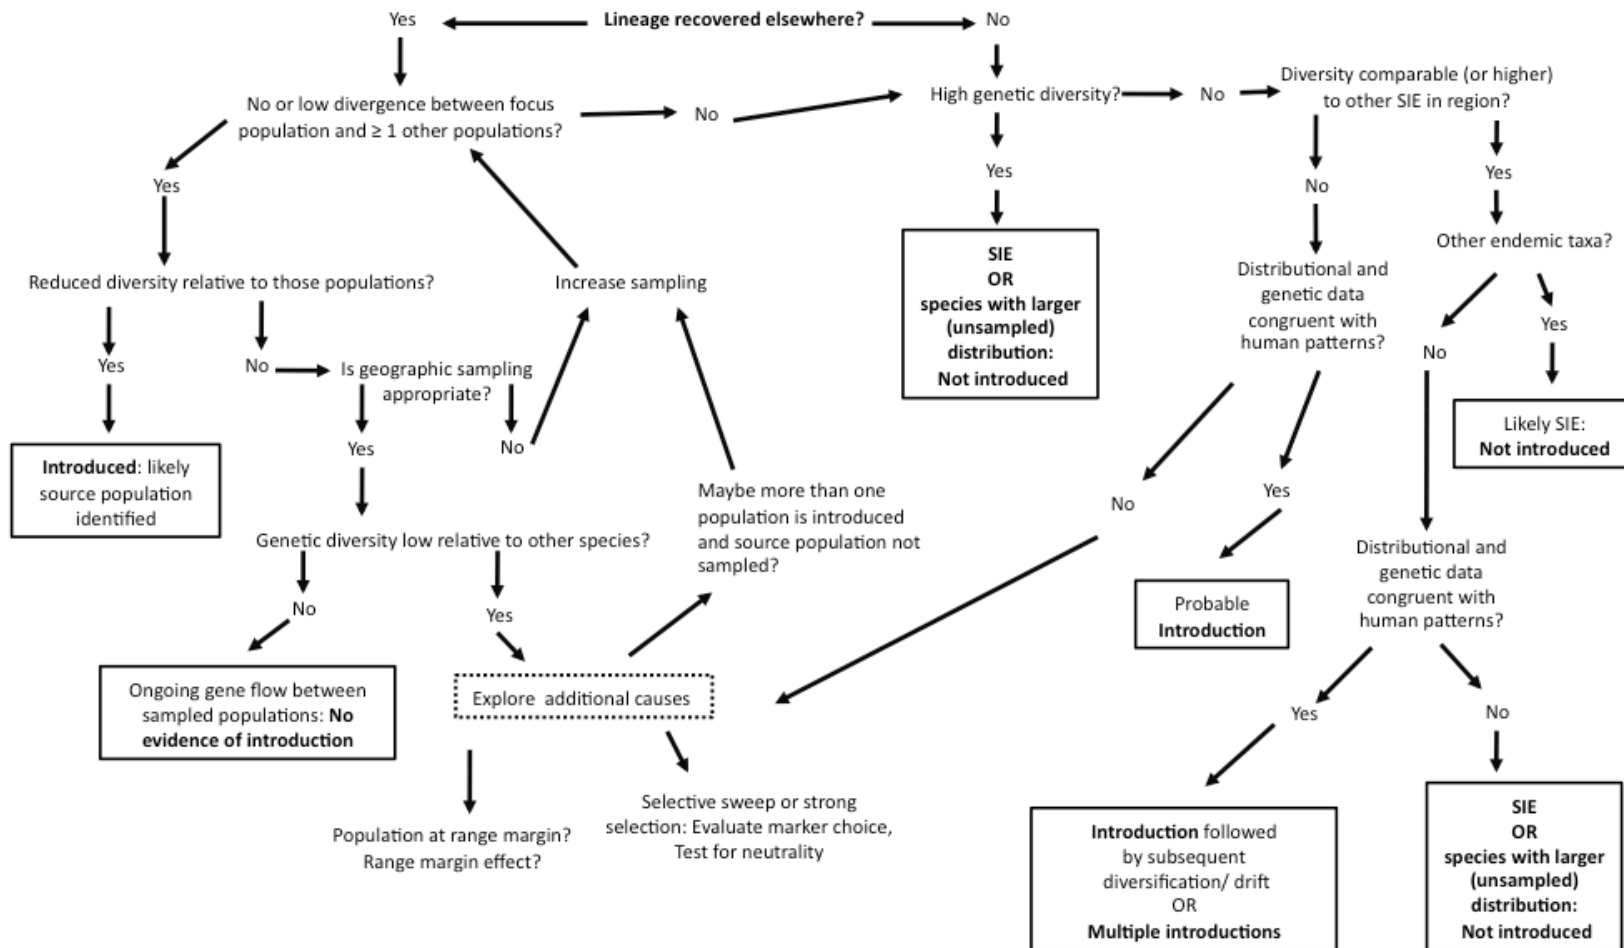 Yes
Lineage recovered elsewhere?
No
No or low divergence between focus
population and ≥ 1 other populations?
No
High genetic diversity?
No
Diversity comparable (or higher)
to other SIE in region?
Yes
Yes
No
Yes
Reduced diversity relative to those populations?
Increase sampling
SIE
OR
species with larger
(unsampled)
distribution:
Not introduced
Distributional and
genetic data
congruent with
human patterns?
Other endemic taxa?
Yes
No
Is geographic sampling
appropriate?
No
Yes
Introduced: likely
source population
identified
Yes
No
Likely SIE:
Not introduced
Maybe more than one
population is introduced
and source population not
sampled?
No
Yes
Genetic diversity low relative to other species?
Distributional and
genetic data
congruent with
human patterns?
No
Yes
Probable
Introduction
Ongoing gene flow between
sampled populations: No
evidence of introduction
Explore additional causes
Yes
No
Population at range margin?
Range margin effect?
Selective sweep or strong
selection: Evaluate marker choice,
Test for neutrality
Introduction followed
by subsequent
diversification/ drift
OR
Multiple introductions
SIE
OR
species with larger
(unsampled)
distribution:
Not introduced